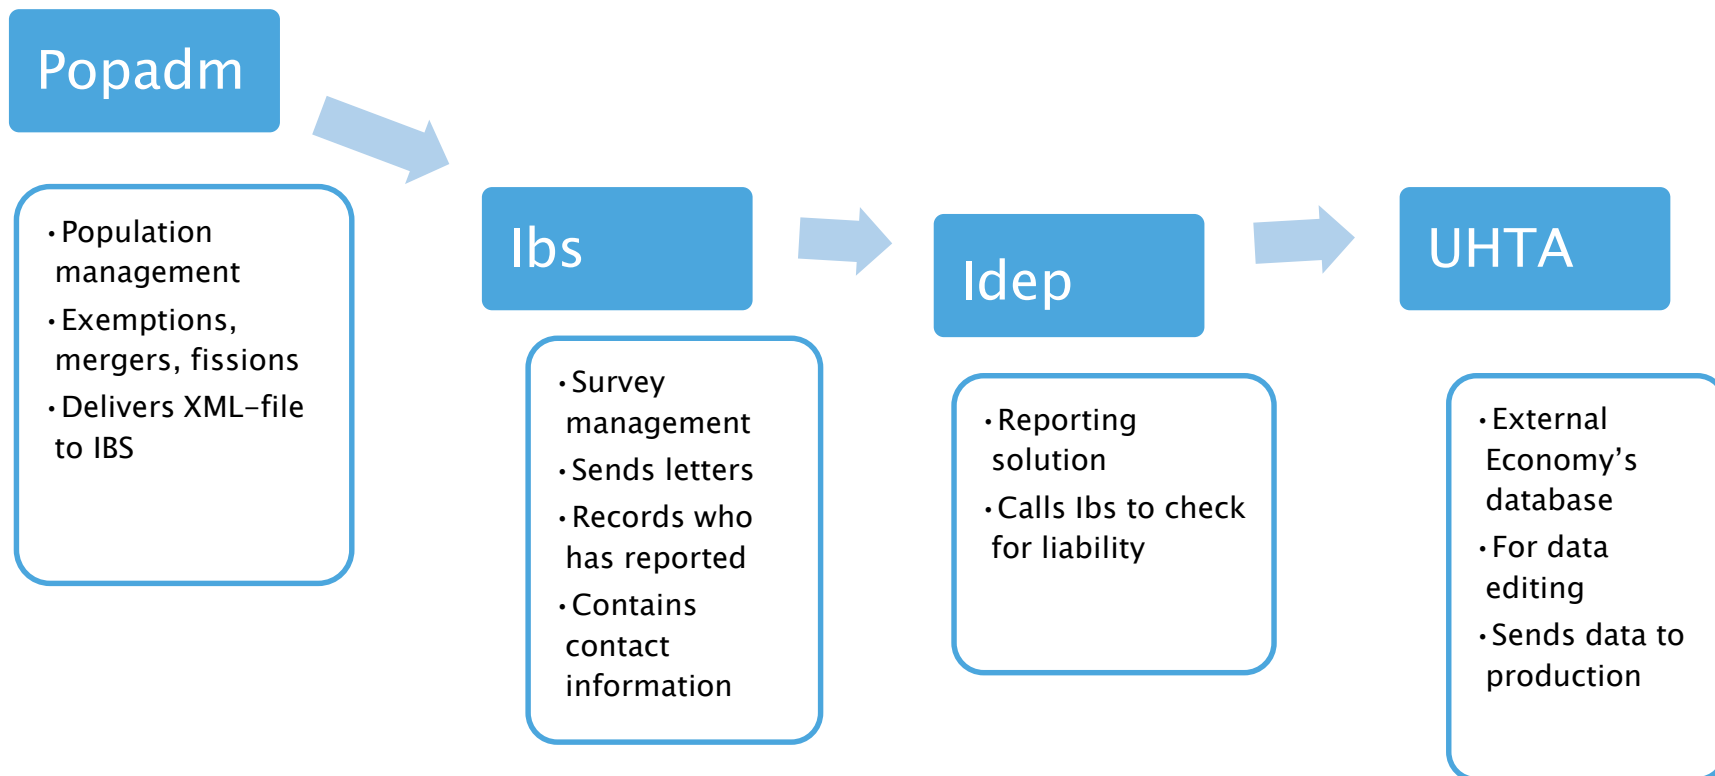 Popadm
• Population
management
• Exemptions,
mergers, fissions
• Delivers XML-file
to IBS
Ibs
• Survey
management
• Sends letters
• Records who
has reported
• Contains
contact
information
Idep
• Reporting
solution
• Calls Ibs to check
for liability
UHTA
• External
Economy’s
database
• For data
editing
• Sends data to
production